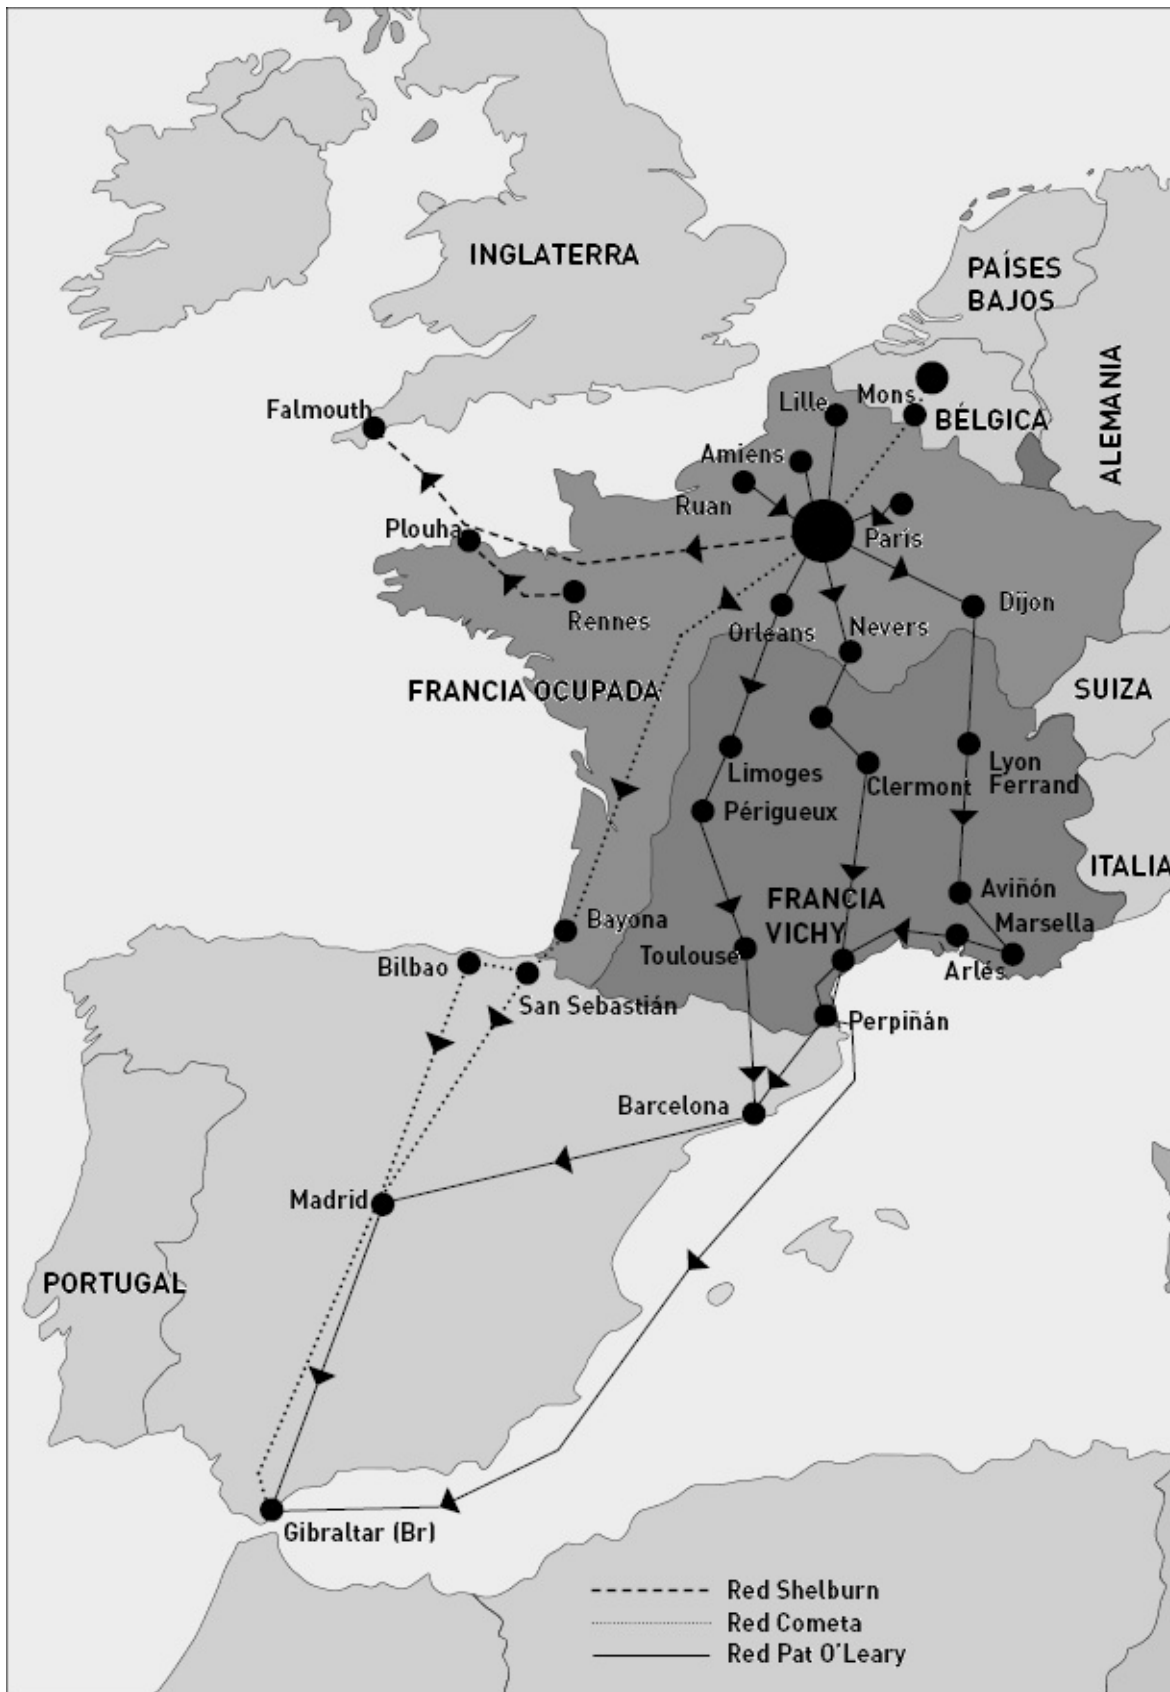 INGLATERRA
PAÍSES
BAJOS
ALEMANIA
Falmouth
Lille
Mons.
BÉLGICA
Amiens
Ruan
París
Plouha
Rennes
Orleans
Nevers
Dijon
FRANCIA OCUPADA
SUIZA
Limoges
Clermont
Lyon
Ferrand
Périgueux
ITALIA
FRANCIA
VICHY
Aviñón
Marsella
Bayona
Bilbao
Toulouse
Arlés
San Sebastián
Perpiñán
Barcelona
Madrid
PORTUGAL
Gibraltar (Br)
Red Shelburn
Red Cometa
Red Pat O'Leary